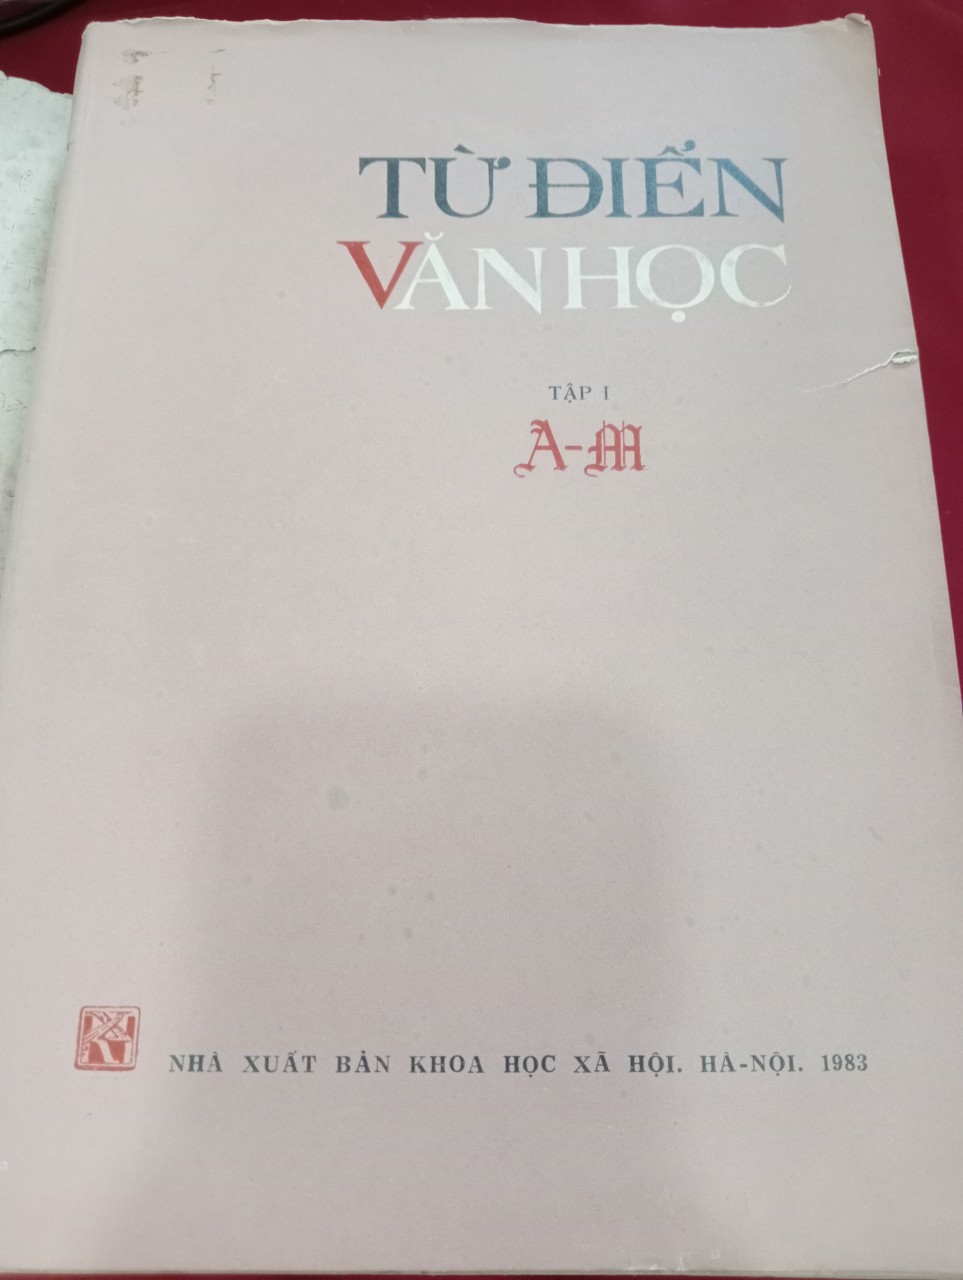 TỪ ĐIỂN
VĂN HỌC
TẬP I
A-M
NHÀ XUẤT BẢN KHOA HỌC XÃ HỘI. HÀ-NỘI. 1983